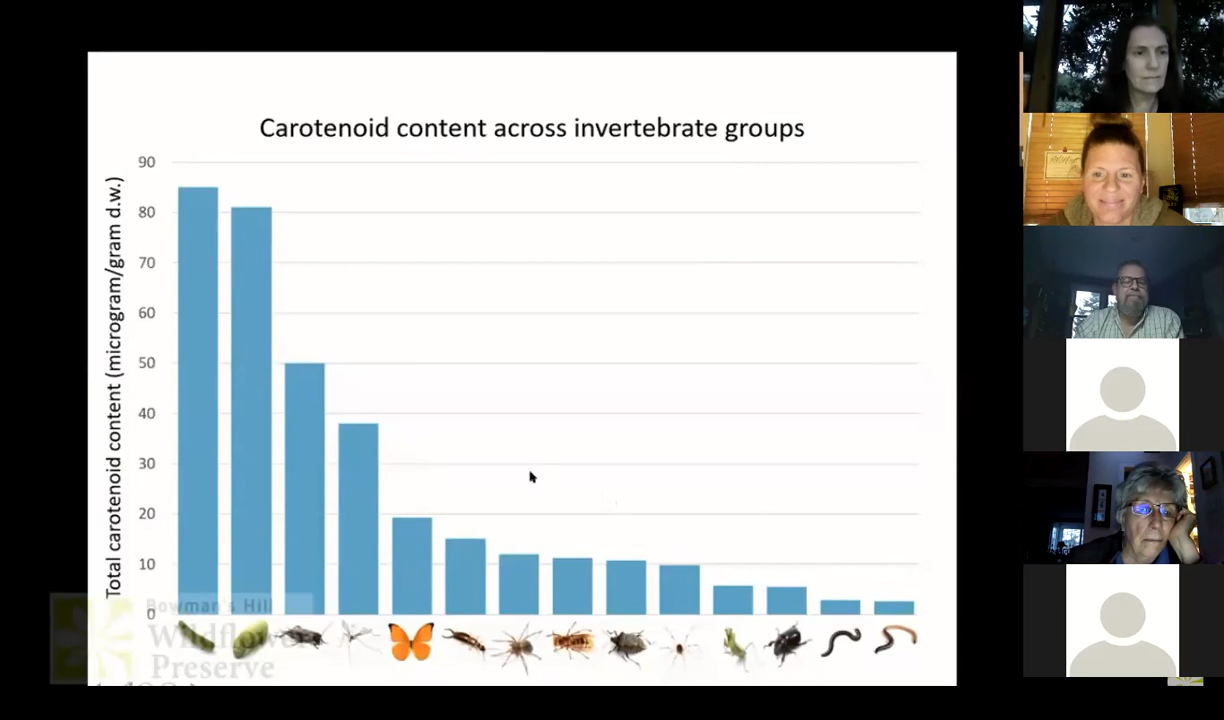 Carotenoid content across invertebrate groups
Total carotenoid content (microgram/gram d.w.)
90
80
70
60
50
40
30
20
10
0
Bowman's Hill
Wildflower
Preserve